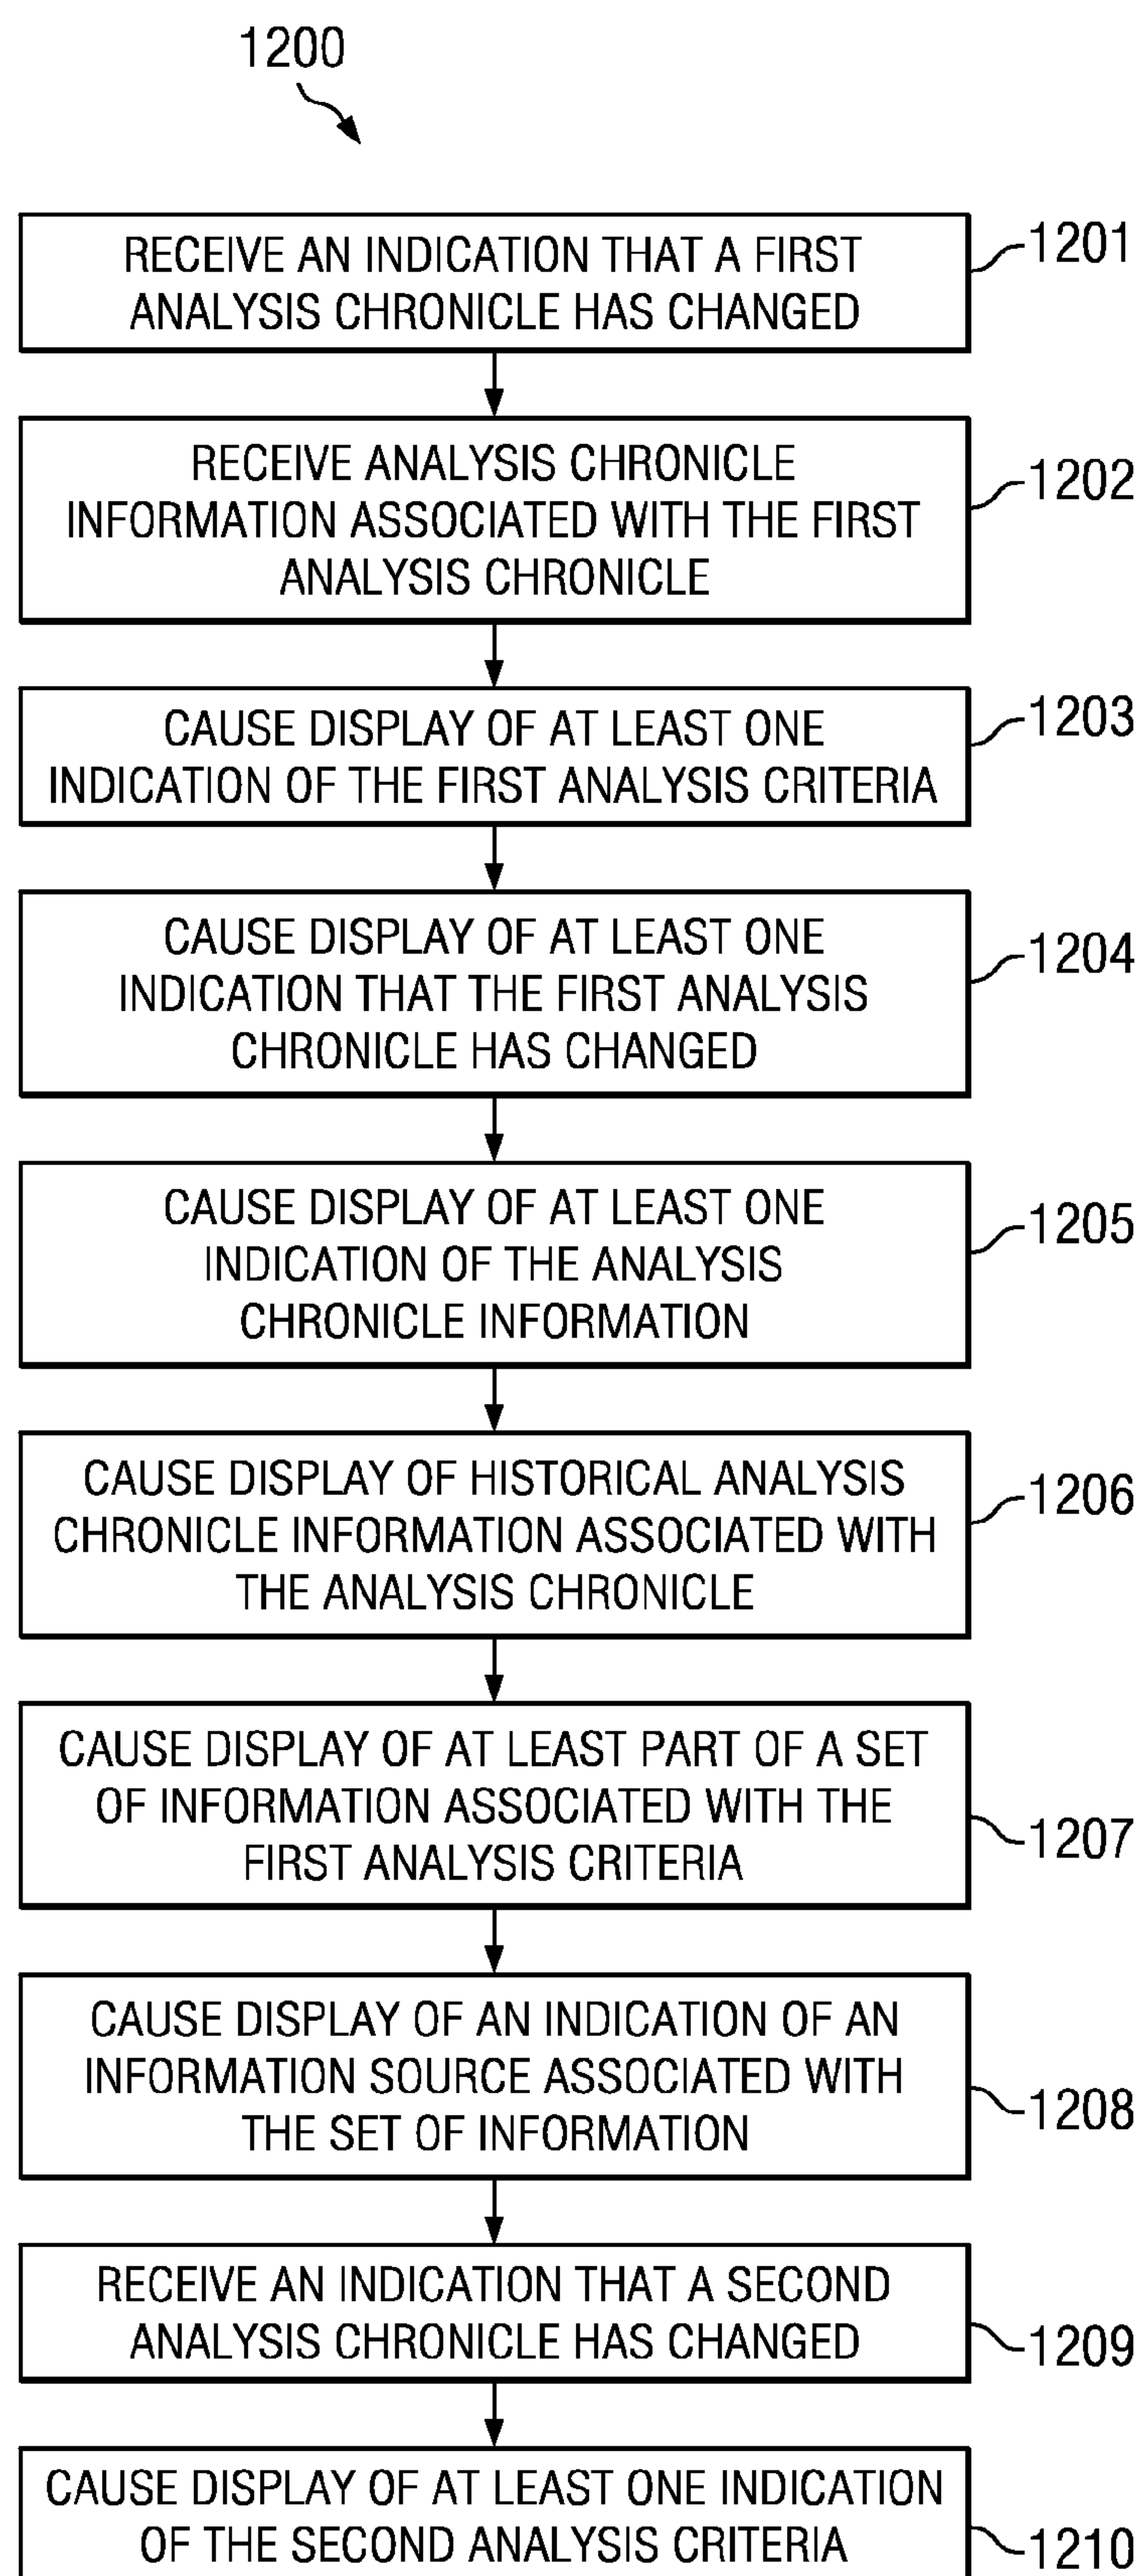 1200
RECEIVE AN INDICATION THAT A FIRST
ANALYSIS CHRONICLE HAS CHANGED
1201
RECEIVE ANALYSIS CHRONICLE
INFORMATION ASSOCIATED WITH THE FIRST
ANALYSIS CHRONICLE
1202
CAUSE DISPLAY OF AT LEAST ONE
INDICATION OF THE FIRST ANALYSIS CRITERIA
1203
CAUSE DISPLAY OF AT LEAST ONE
INDICATION THAT THE FIRST ANALYSIS
CHRONICLE HAS CHANGED
1204
CAUSE DISPLAY OF AT LEAST ONE
INDICATION OF THE ANALYSIS
CHRONICLE INFORMATION
1205
CAUSE DISPLAY OF HISTORICAL ANALYSIS
CHRONICLE INFORMATION ASSOCIATED WITH
THE ANALYSIS CHRONICLE
1206
CAUSE DISPLAY OF AT LEAST PART OF A SET
OF INFORMATION ASSOCIATED WITH THE
FIRST ANALYSIS CRITERIA
1207
CAUSE DISPLAY OF AN INDICATION OF AN
INFORMATION SOURCE ASSOCIATED WITH
THE SET OF INFORMATION
1208
RECEIVE AN INDICATION THAT A SECOND
ANALYSIS CHRONICLE HAS CHANGED
1209
CAUSE DISPLAY OF AT LEAST ONE INDICATION
OF THE SECOND ANALYSIS CRITERIA
1210